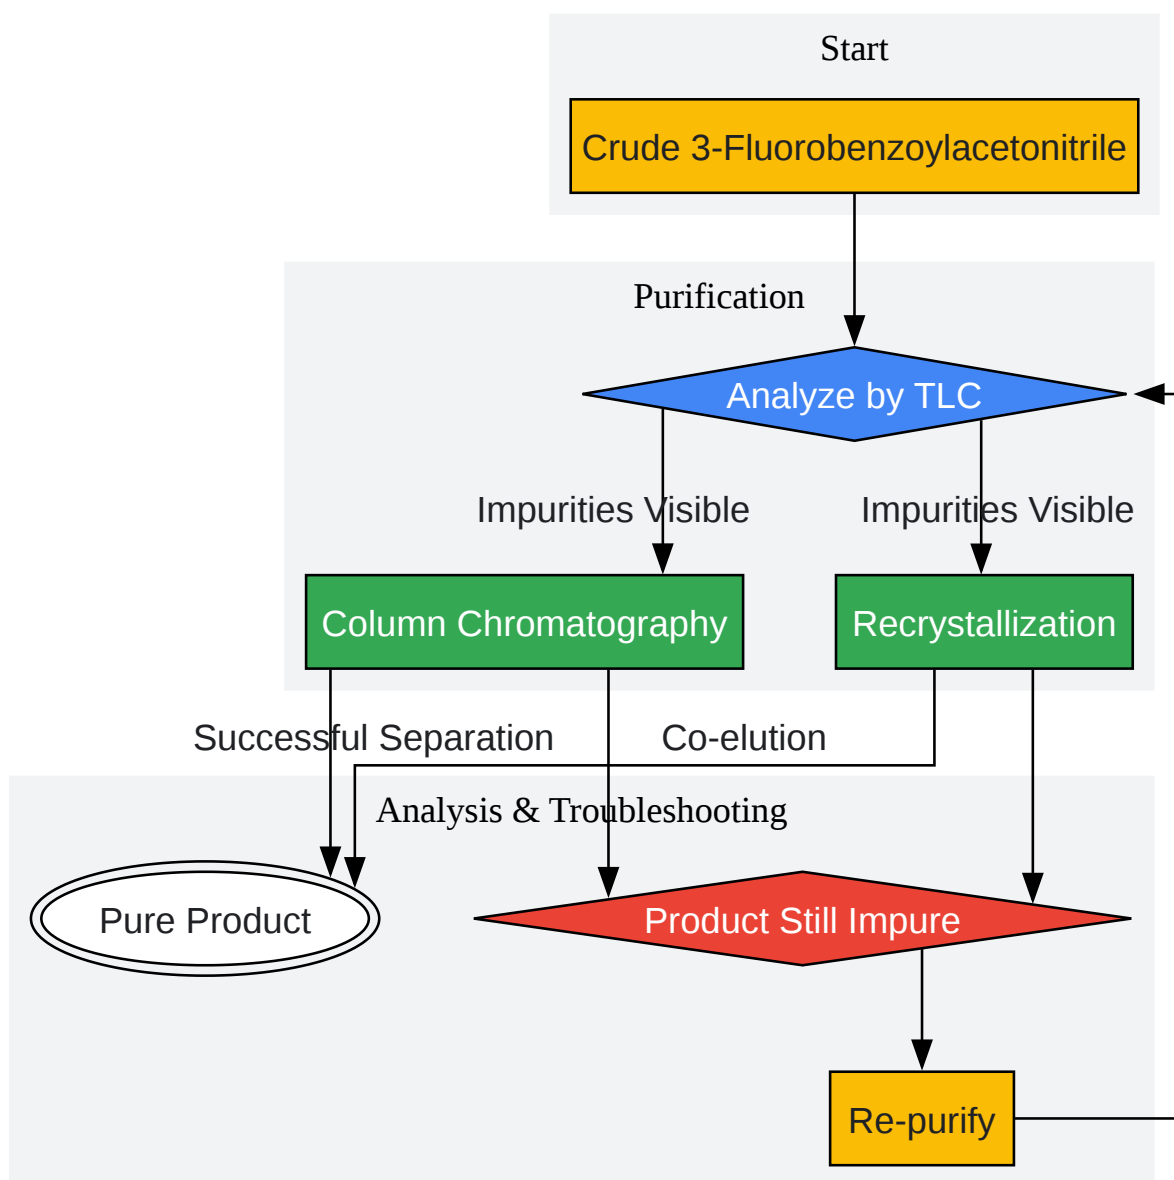 Start
Crude 3-Fluorobenzoylacetonitrile
Purification
Analyze by TLC
Impurities Visible
Impurities Visible
Column Chromatography
Recrystallization
Successful Separation
Co-elution
Analysis & Troubleshooting
Pure Product
Product Still Impure
Re-purify